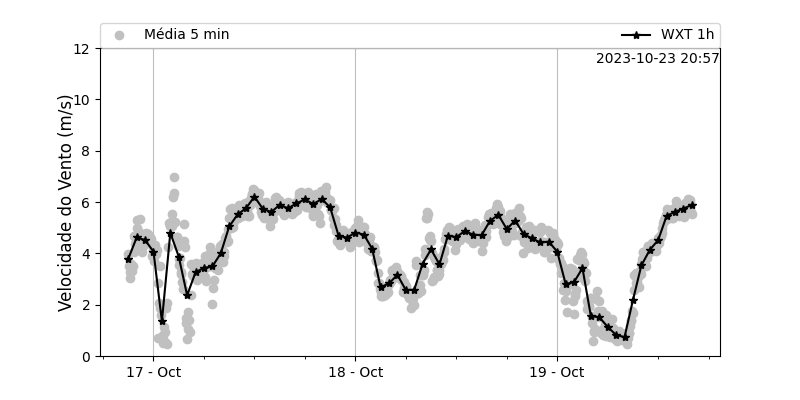 Média 5 min
WXT 1h
2023-10-23 20:57
Velocidade do Vento (m/s)
12
10
8
6
4
2
0
17 - Oct
18 - Oct
19 - Oct